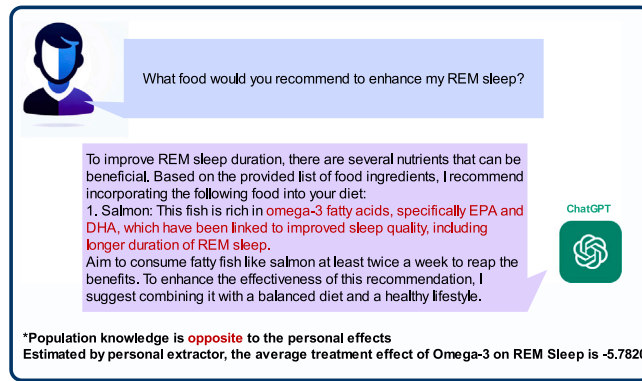 What food would you recommend to enhance my REM sleep?
To improve REM sleep duration, there are several nutrients that can be
beneficial. Based on the provided list of food ingredients, I recommend
incorporating the following food into your diet:
1. Salmon: This fish is rich in omega-3 fatty acids, specifically EPA and
DHA, which have been linked to improved sleep quality, including
longer duration of REM sleep.
Aim to consume fatty fish like salmon at least twice a week to reap the
benefits. To enhance the effectiveness of this recommendation, I
suggest combining it with a balanced diet and a healthy lifestyle.
ChatGPT
*Population knowledge is opposite to the personal effects
Estimated by personal extractor, the average treatment effect of Omega-3 on REM Sleep is -5.7820